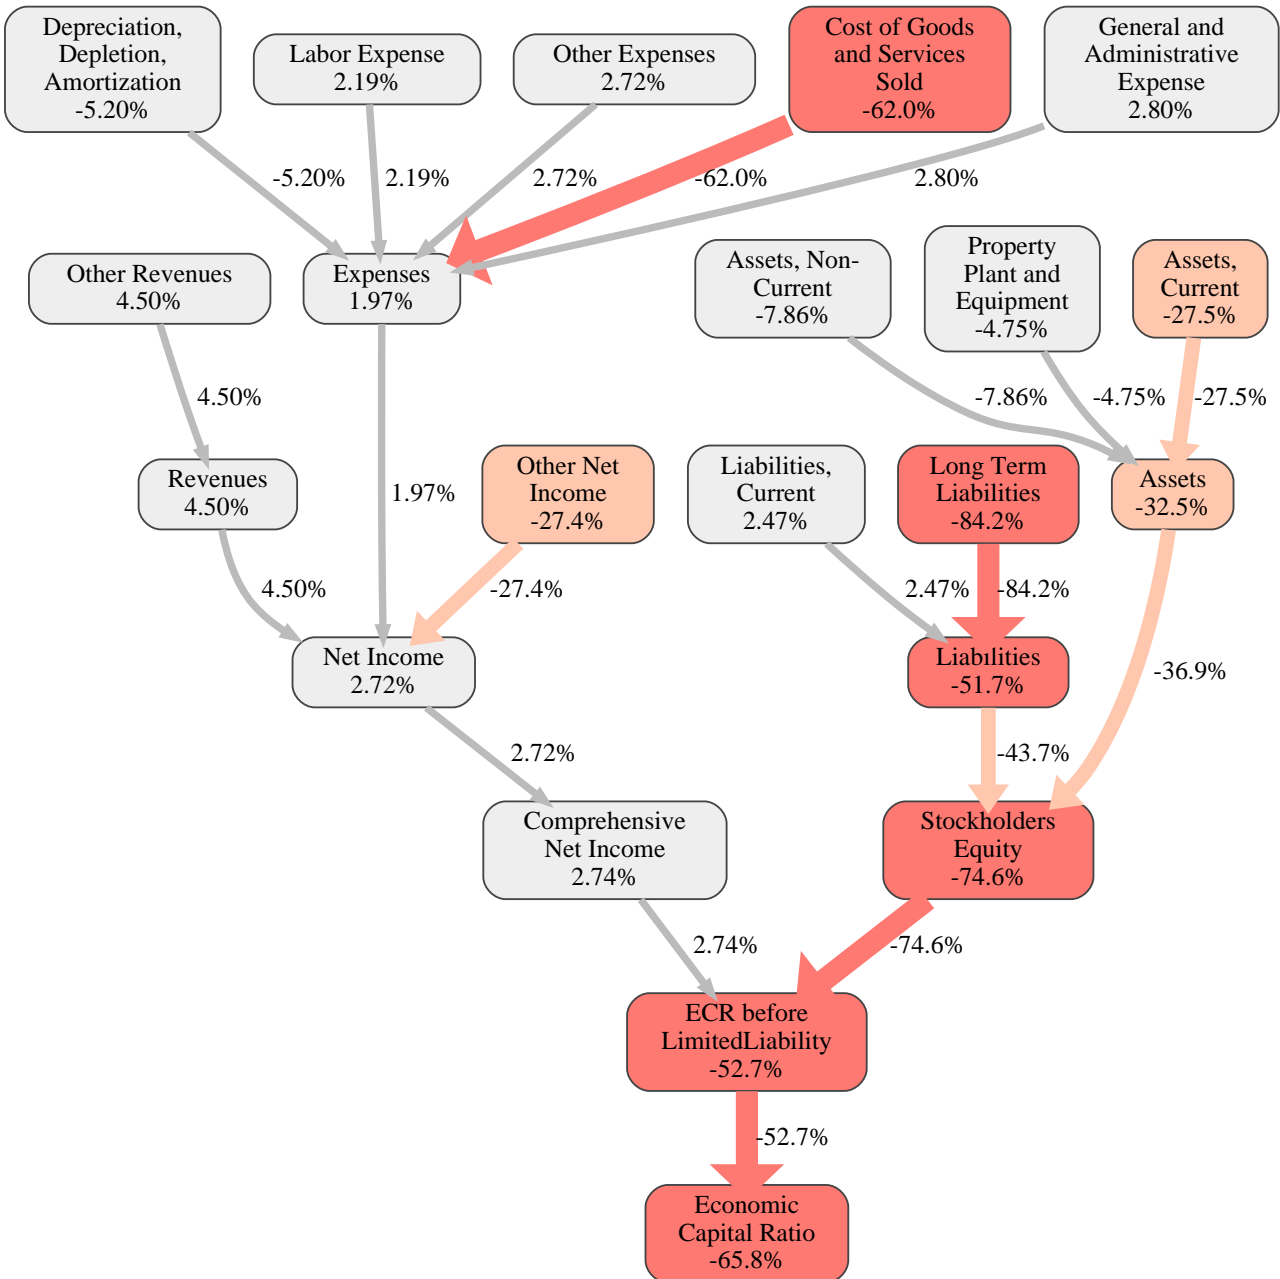 Depreciation,
Depletion,
Amortization
-5.20%
Labor Expense
2.19%
Other Expenses
2.72%
Cost of Goods
and Services
Sold
-62.0%
General and
Administrative
Expense
2.80%
-5.20%
2.19%
2.72%
-62.0%
2.80%
Other Revenues
4.50%
Expenses
1.97%
Assets, Non-
Current
-7.86%
Property
Plant and
Equipment
-4.75%
Assets,
Current
-27.5%
4.50%
-7.86%
-4.75%
-27.5%
Revenues
4.50%
1.97%
Other Net
Income
-27.4%
Liabilities,
Current
2.47%
Long Term
Liabilities
-84.2%
Assets
-32.5%
4.50%
-27.4%
2.47%
-84.2%
Net Income
2.72%
Liabilities
-51.7%
-36.9%
2.72%
-43.7%
Comprehensive
Net Income
2.74%
Stockholders
Equity
-74.6%
2.74%
-74.6%
ECR before
LimitedLiability
-52.7%
-52.7%
Economic
Capital Ratio
-65.8%